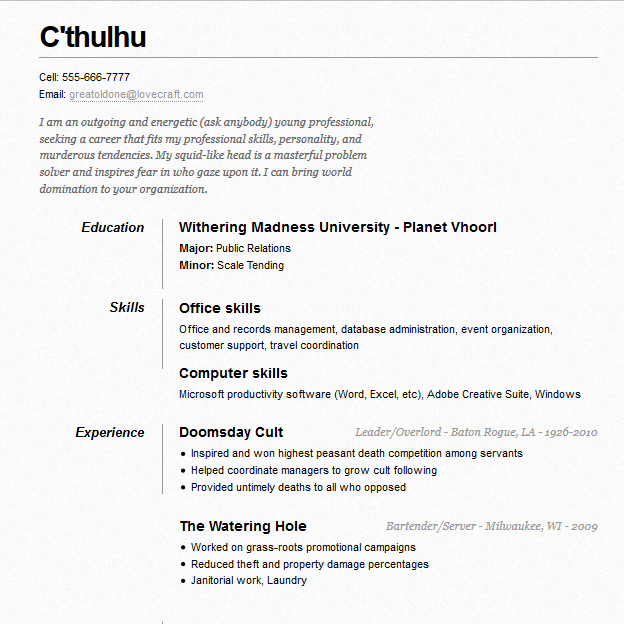 C'thulhu
Cell: 555-666-7777
Email: greatoldone@lovecraft.com
I am an outgoing and energetic (ask anybody) young professional,
seeking a career that fits my professional skills, personality, and
murderous tendencies. My squid-like head is a masterful problem
solver and inspires fear in who gaze upon it. I can bring world
domination to your organization.
Education
Withering Madness University - Planet Vhoorl
Major: Public Relations
Minor: Scale Tending
Skills
Office skills
Office and records management, database administration, event organization,
customer support, travel coordination
Computer skills
Microsoft productivity software (Word, Excel, etc), Adobe Creative Suite, Windows
Experience
Doomsday Cult
Leader/Overlord - Baton Rogue, LA - 1926-2010
• Inspired and won highest peasant death competition among servants
• Helped coordinate managers to grow cult following
• Provided untimely deaths to all who opposed
The Watering Hole
Bartender/Server - Milwaukee, WI - 2009
• Worked on grass-roots promotional campaigns
• Reduced theft and property damage percentages
• Janitorial work, Laundry